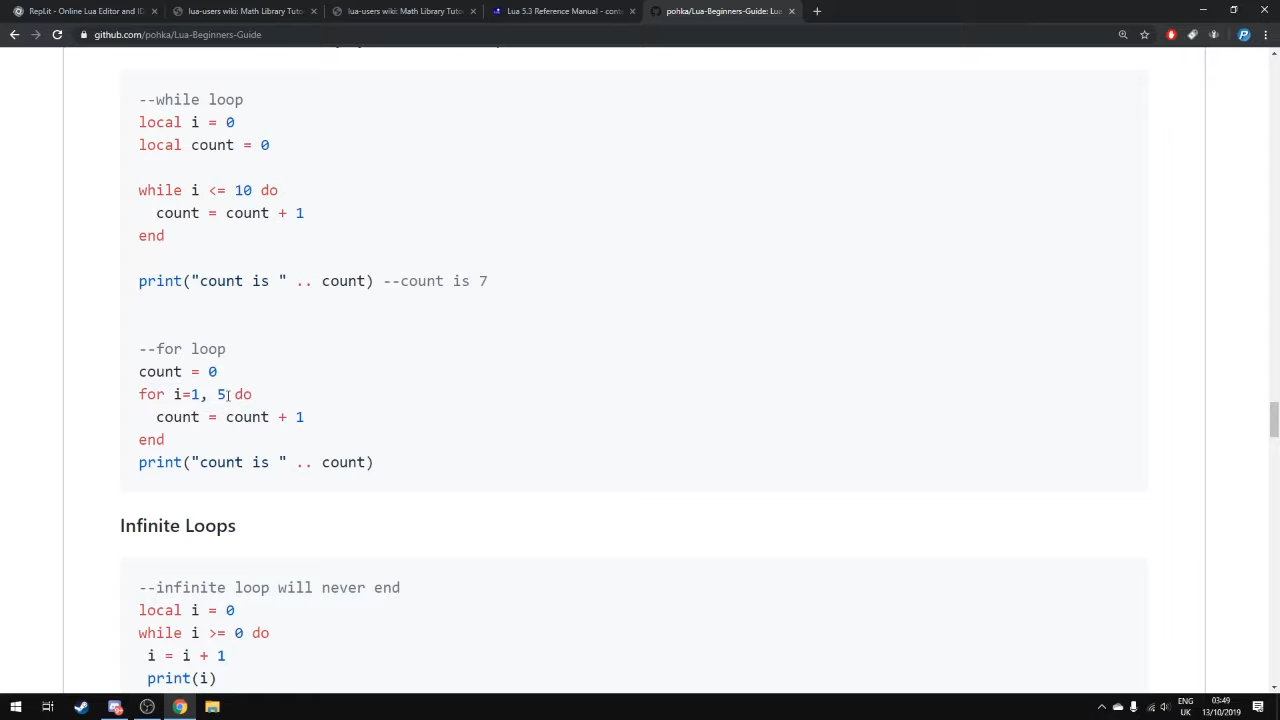 Repl.it - Online Lua Editor and ID
lua-users wiki: Math Library Tuto
lua-users wiki: Math Library Tuto
Lua 5.3 Reference Manual - cont
pohka/Lua-Beginners-Guide: Lu
github.com/pohka/Lua-Beginners-Guide
--while loop
local i = 0
local count = 0
while i <= 10 do
count = count + 1
end
print("count is " .. count) --count is 7
--for loop
count = 0
for i=1, 5 do
count = count + 1
end
print("count is " .. count)
Infinite Loops
--infinite loop will never end
local i = 0
while i >= 0 do
i = i + 1
print(i)
ENG
UK
03:49
13/10/2019